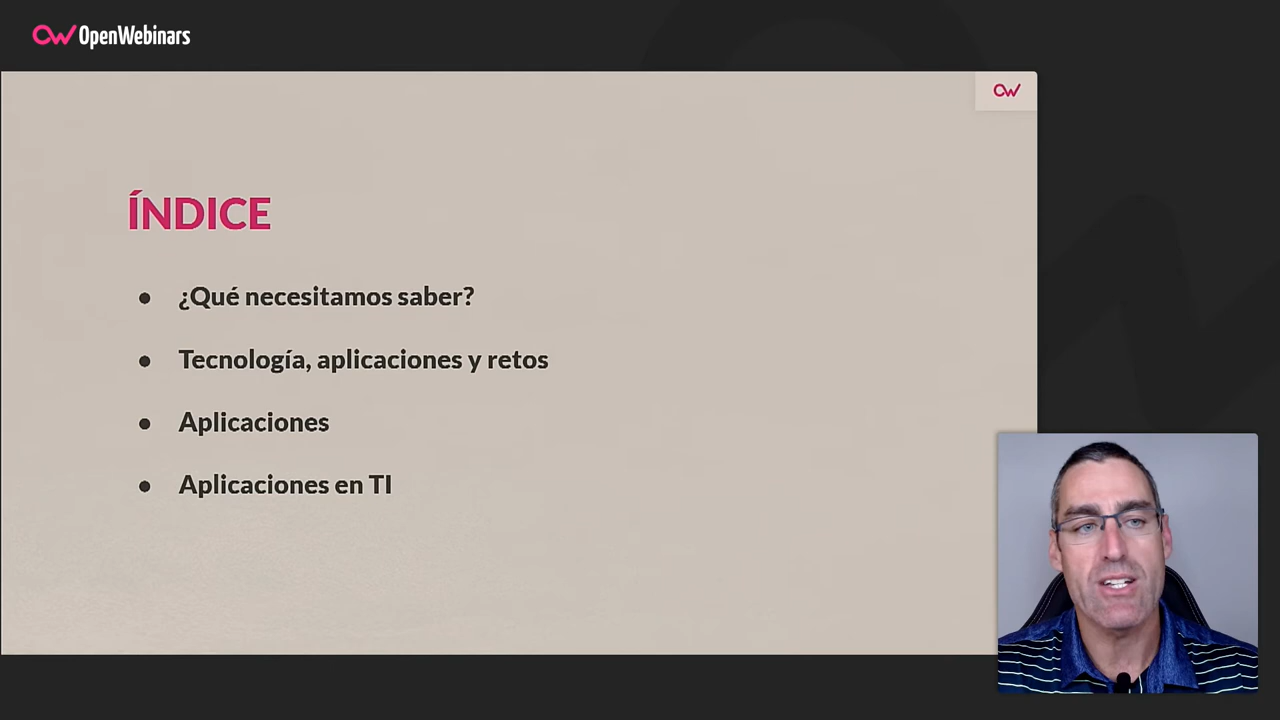 OpenWebinars
ÍNDICE
● ¿Qué necesitamos saber?
● Tecnología, aplicaciones y retos
● Aplicaciones
● Aplicaciones en TI